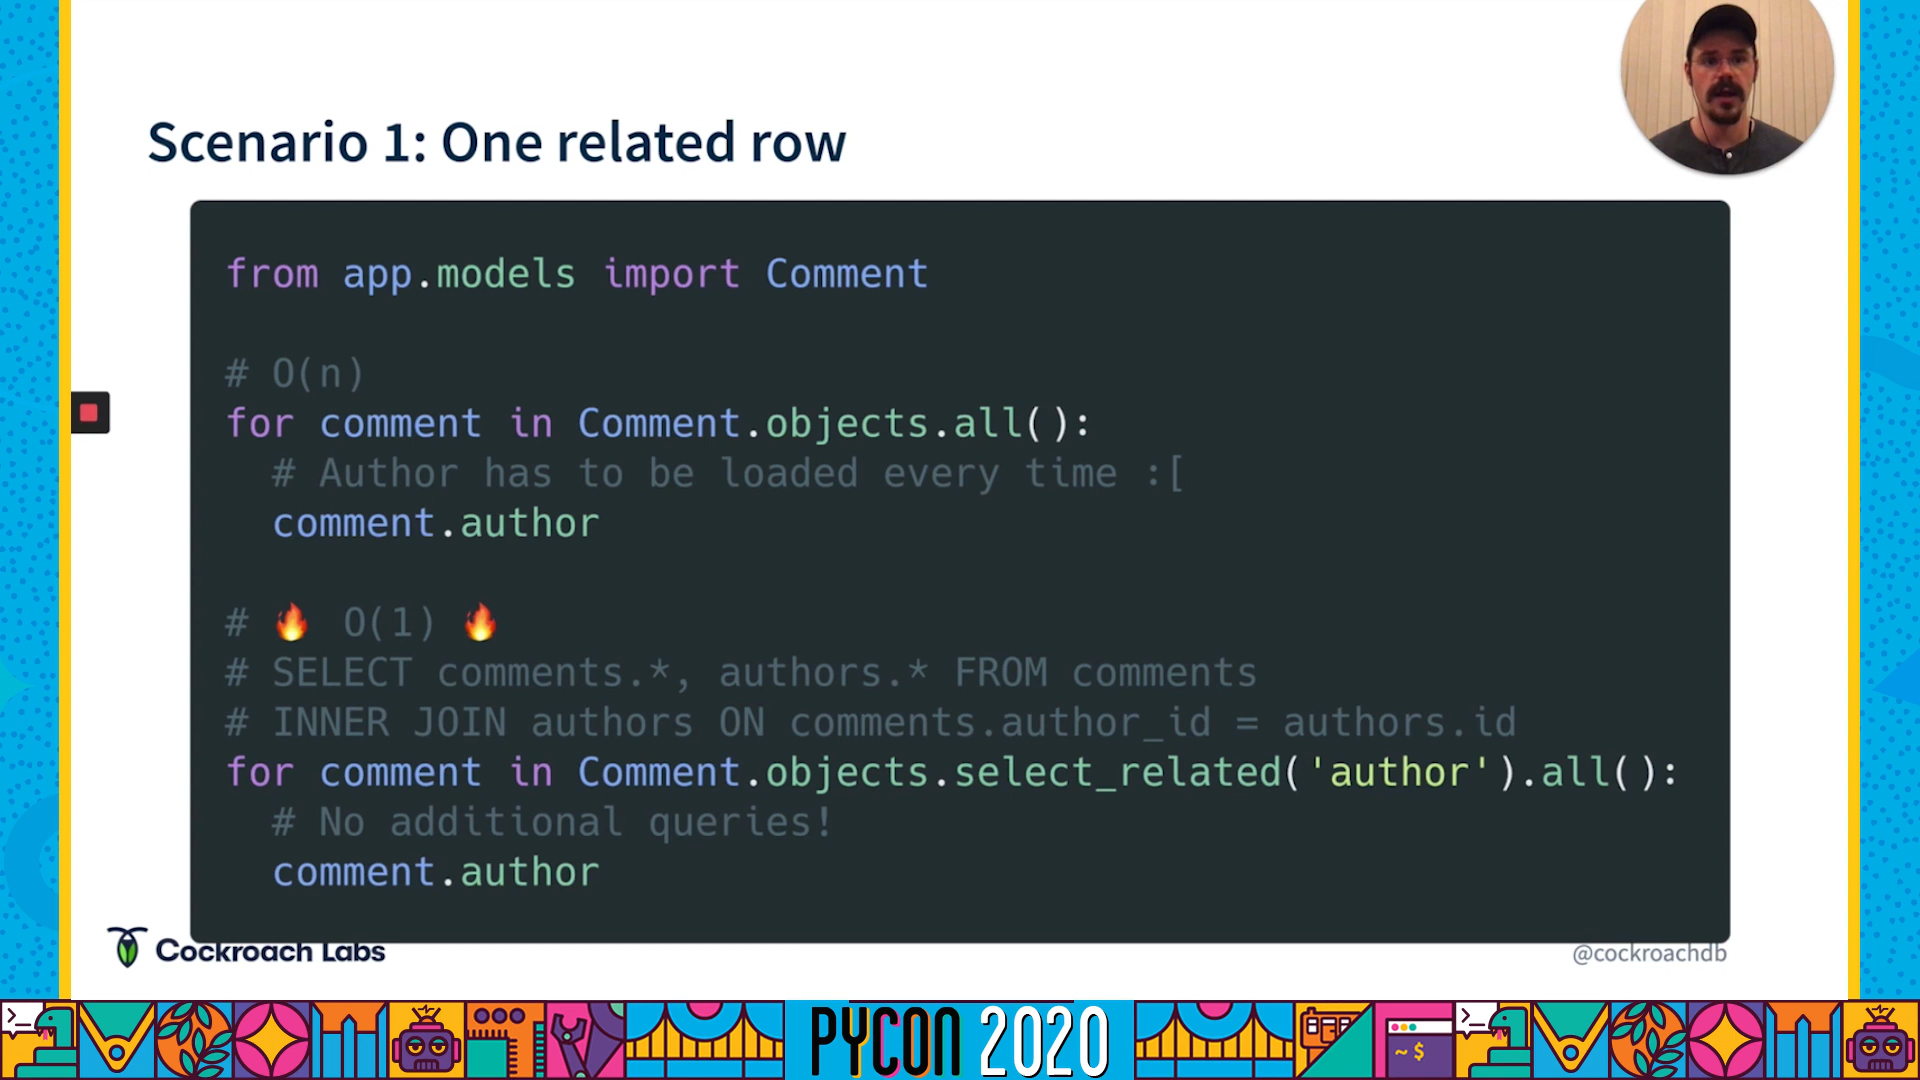 Scenario 1: One related row
from app.models import Comment
# O(n)
for comment in Comment.objects.all():
  # Author has to be loaded every time :[
  comment.author
# 🔥 O(1) 🔥
# SELECT comments.*, authors.* FROM comments
# INNER JOIN authors ON comments.author_id = authors.id
for comment in Comment.objects.select_related('author').all():
  # No additional queries!
  comment.author
Cockroach Labs
@cockroachdb
PYCON 2020
~ $